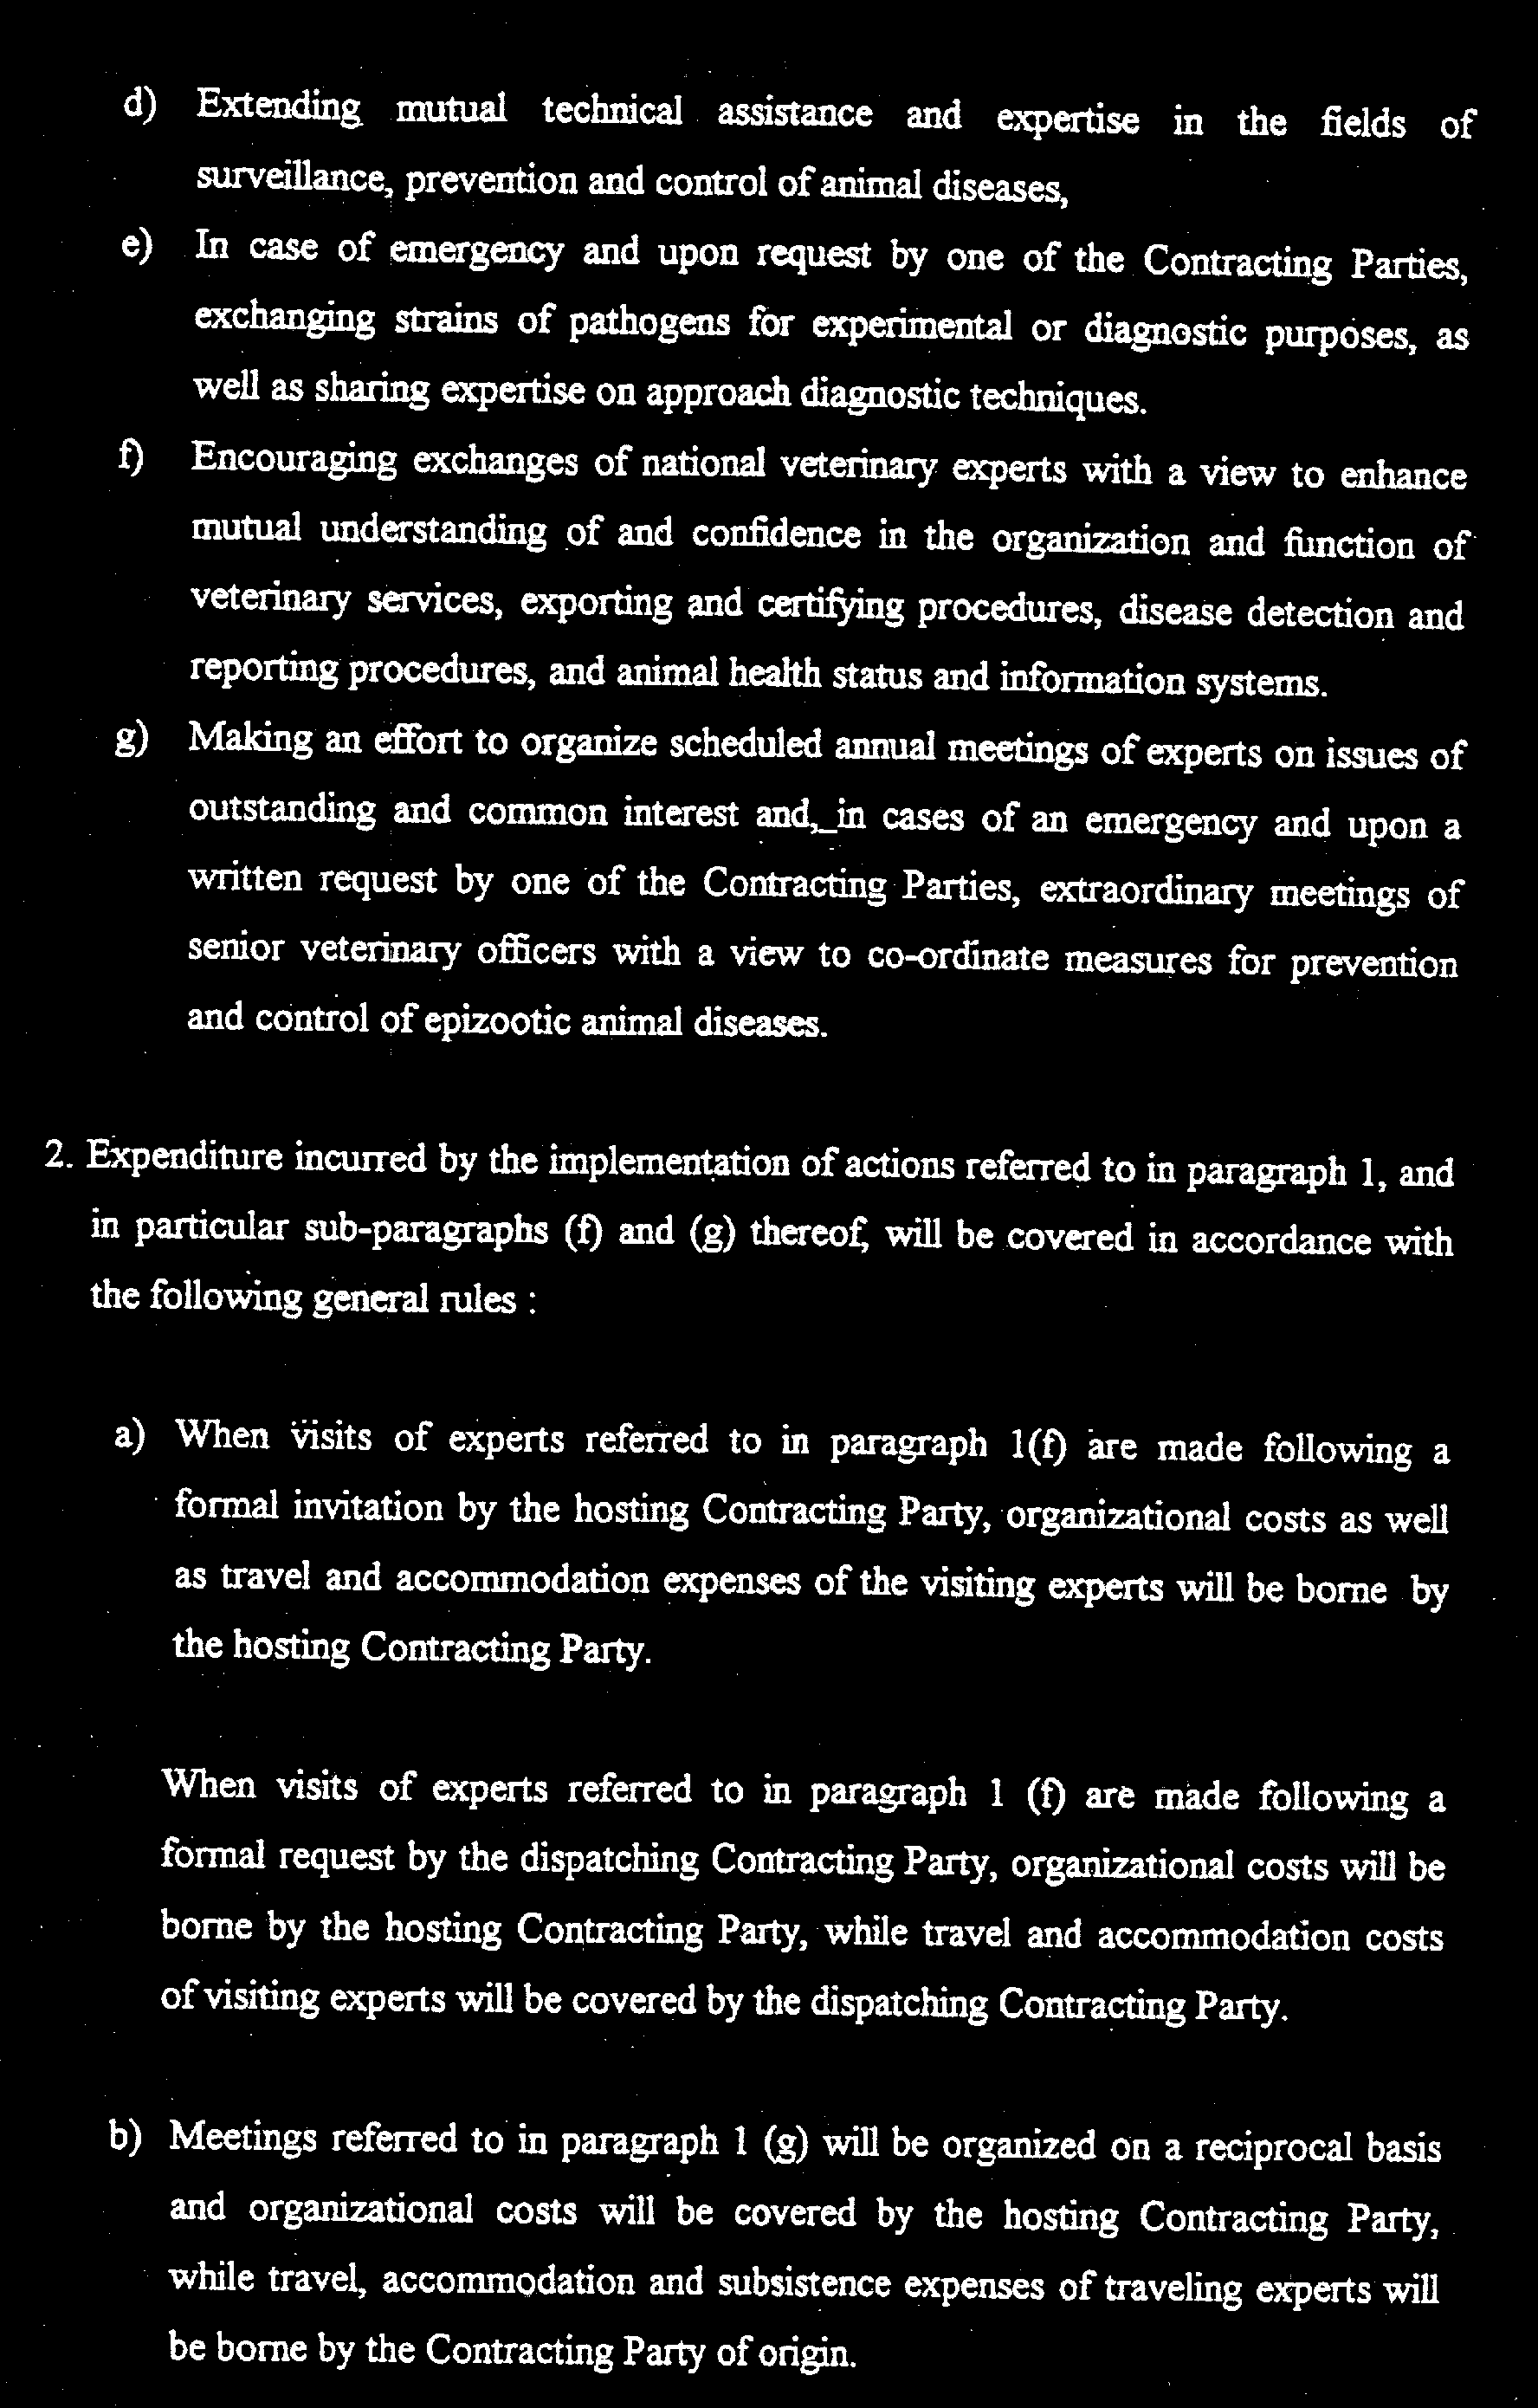 d) Extending mutual technical assistance and expertise in the fields of
surveillance, prevention and control of animal diseases,
e) In case of emergency and upon request by one of the Contracting Parties,
exchanging strains of pathogens for experimental or diagnostic purposes, as
well as sharing expertise on approach diagnostic techniques.
f) Encouraging exchanges of national veterinary experts with a view to enhance
mutual understanding of and confidence in the organization and function of
veterinary services, exporting and certifying procedures, disease detection and
reporting procedures, and animal health status and information systems.
g) Making an effort to organize scheduled annual meetings of experts on issues of
outstanding and common interest and,_in cases of an emergency and upon a
written request by one of the Contracting Parties, extraordinary meetings of
senior veterinary officers with a view to co-ordinate measures for prevention
and control of epizootic animal diseases.
2. Expenditure incurred by the implementation of actions referred to in paragraph 1, and
in particular sub-paragraphs (f) and (g) thereof, will be covered in accordance with
the following general rules :
a) When visits of experts referred to in paragraph 1(f) are made following a
formal invitation by the hosting Contracting Party, organizational costs as well
as travel and accommodation expenses of the visiting experts will be borne by
the hosting Contracting Party.
When visits of experts referred to in paragraph 1 (f) are made following a
formal request by the dispatching Contracting Party, organizational costs will be
borne by the hosting Contracting Party, while travel and accommodation costs
of visiting experts will be covered by the dispatching Contracting Party.
b) Meetings referred to in paragraph 1 (g) will be organized on a reciprocal basis
and organizational costs will be covered by the hosting Contracting Party,
while travel, accommodation and subsistence expenses of traveling experts will
be borne by the Contracting Party of origin.